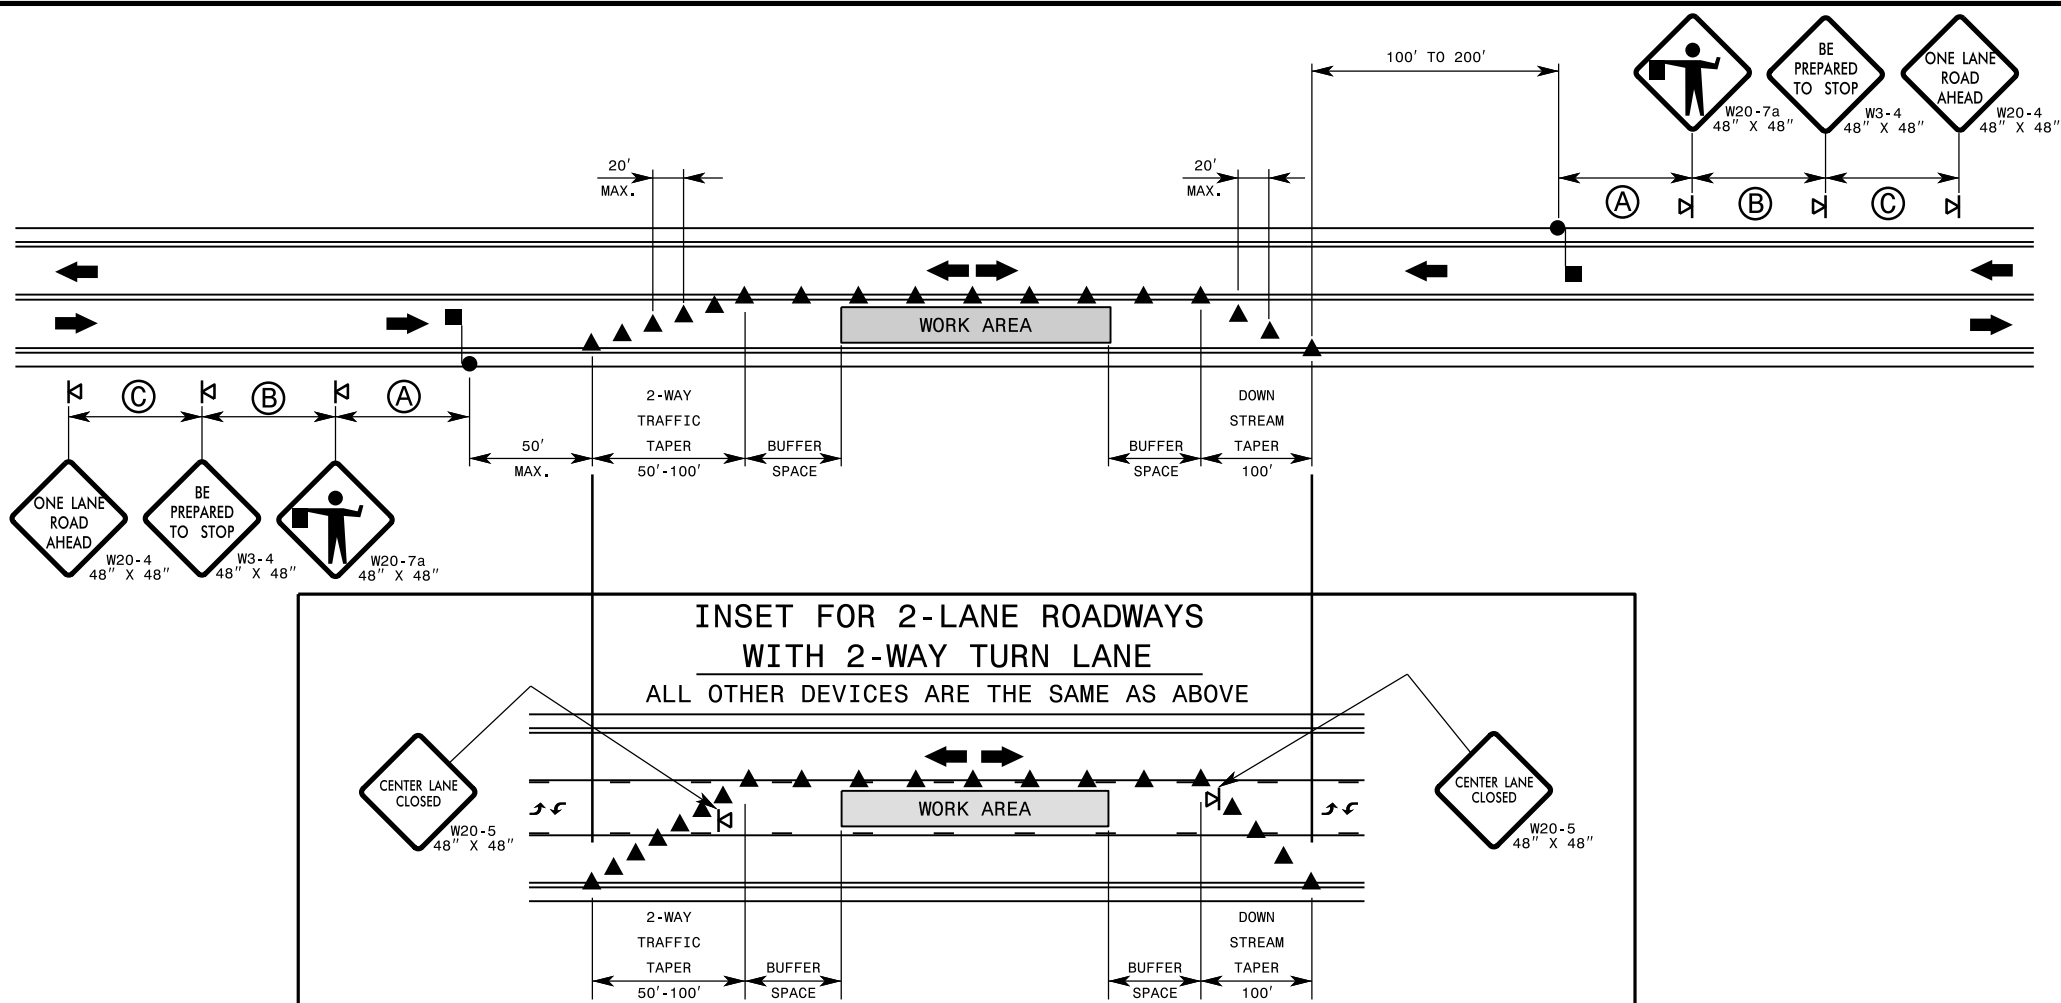 100' TO 200'
BE
PREPARED
TO STOP
ONE LANE
ROAD
AHEAD
W20-7a
48" X 48"
W3-4
48" X 48"
W20-4
48" X 48"
20'
MAX.
20'
MAX.
A
B
C
WORK AREA
C
B
A
50'
MAX.
2-WAY
TRAFFIC
TAPER
50'-100'
BUFFER
SPACE
BUFFER
SPACE
DOWN
STREAM
TAPER
100'
ONE LANE
ROAD
AHEAD
W20-4
48" X 48"
BE
PREPARED
TO STOP
W3-4
48" X 48"
W20-7a
48" X 48"
INSET FOR 2-LANE ROADWAYS
WITH 2-WAY TURN LANE
ALL OTHER DEVICES ARE THE SAME AS ABOVE
CENTER LANE
CLOSED
W20-5
48" X 48"
WORK AREA
CENTER LANE
CLOSED
W20-5
48" X 48"
2-WAY
TRAFFIC
TAPER
50'-100'
BUFFER
SPACE
BUFFER
SPACE
DOWN
STREAM
TAPER
100'